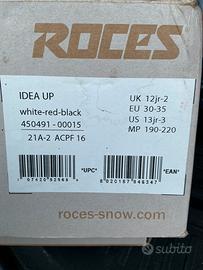 ROCES
IDEA UP
UK 12jr-2
white-red-black
EU 30-35
450491 - 00015
US 13jr-3
21A-2 ACPF 16
MP 190-220
*UPC*
*EAN*
roces-snow.com
subito